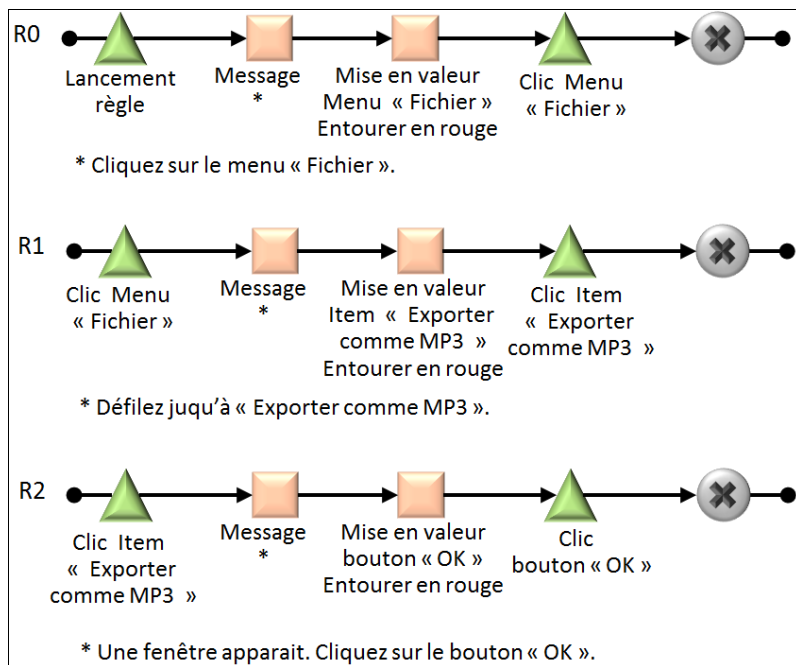 R0
Lancement
règle
Message
*
Mise en valeur
Menu « Fichier »
Entourer en rouge
Clic Menu
« Fichier »
* Cliquez sur le menu « Fichier ».
R1
Clic Menu
« Fichier »
Message
*
Mise en valeur
Item « Exporter
comme MP3 »
Entourer en rouge
Clic Item
« Exporter
comme MP3 »
* Défilez juqu'à « Exporter comme MP3 ».
R2
Clic Item
« Exporter
comme MP3 »
Message
*
Mise en valeur
bouton « OK »
Entourer en rouge
Clic
bouton « OK »
* Une fenêtre apparait. Cliquez sur le bouton « OK ».